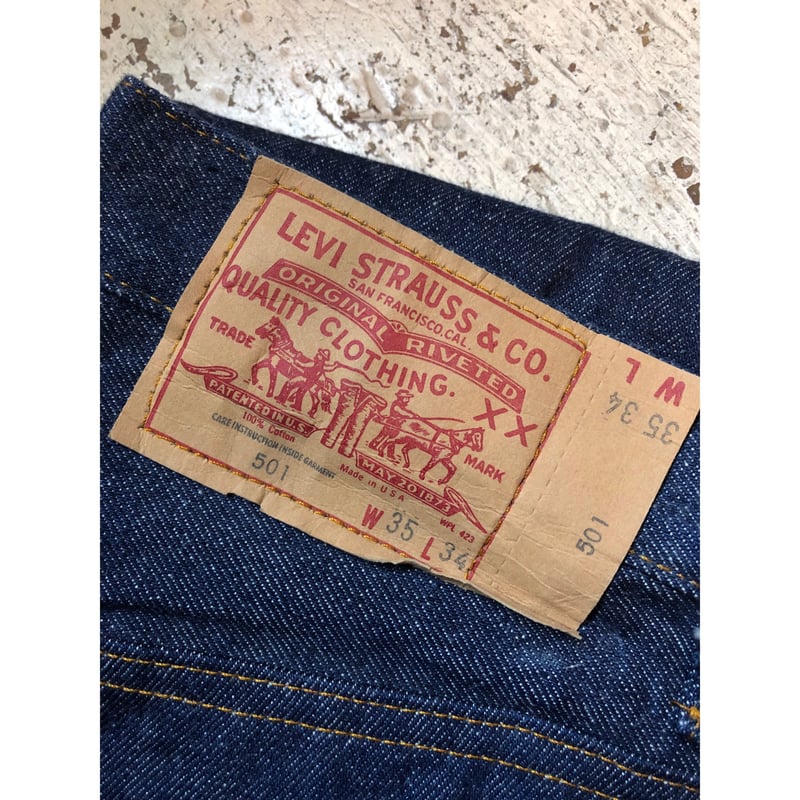 LEVI STRAUSS & CO.
SAN FRANCISCO, CAL.
ORIGINAL RIVETED
QUALITY CLOTHING.
TRADE
XX
MARK
PATENTED IN U.S.
MAY 20 1873
100% Cotton
CARE INSTRUCTION INSIDE GARMENT
Made in U S A
WPL 423
501
W 35 L 34
W L
35 34
501